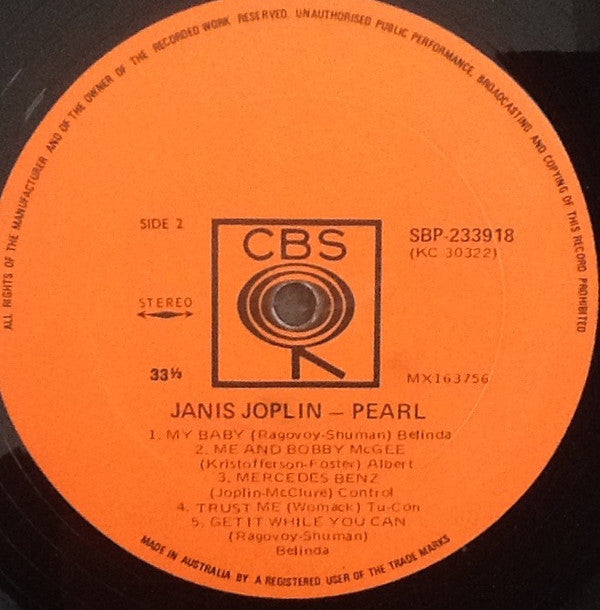 ALL RIGHTS OF THE MANUFACTURER AND OF THE OWNER OF THE RECORDED WORK RESERVED. UNAUTHORISED PUBLIC PERFORMANCE, BROADCASTING AND COPYING OF THIS RECORD PROHIBITED
SIDE 2
CBS
SBP-233918
(KC 30322)
STEREO
33⅓
MX163756
JANIS JOPLIN – PEARL
1. MY BABY (Ragovoy-Shuman) Belinda
2. ME AND BOBBY McGEE
(Kristofferson-Foster) Albert
3. MERCEDES BENZ
(Joplin-McClure) Control
4. TRUST ME (Womack) Tu-Con
5. GET IT WHILE YOU CAN
(Ragovoy-Shuman)
Belinda
MADE IN AUSTRALIA BY A REGISTERED USER OF THE TRADE MARKS